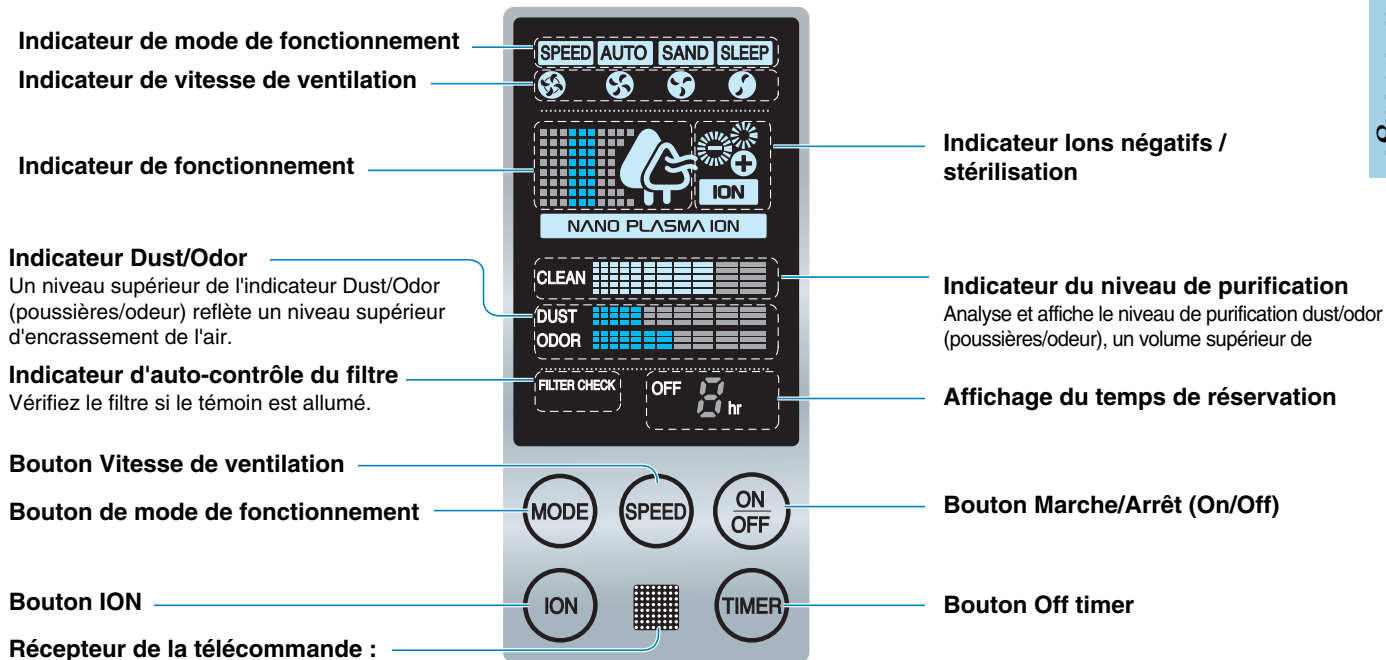 Indicateur de mode de fonctionnement
Indicateur de vitesse de ventilation
Indicateur de fonctionnement
Indicateur Dust/Odor
Un niveau supérieur de l'indicateur Dust/Odor
(poussières/odeur) reflète un niveau supérieur
d'encrassement de l'air.
Indicateur d'auto-contrôle du filtre
Vérifiez le filtre si le témoin est allumé.
Bouton Vitesse de ventilation
Bouton de mode de fonctionnement
Bouton ION
Récepteur de la télécommande :
SPEED AUTO SAND SLEEP
ION
NANO PLASMA ION
CLEAN
DUST
ODOR
FILTER CHECK
OFF 8 hr
MODE
SPEED
ON
OFF
ION
TIMER
Indicateur Ions négatifs /
stérilisation
Indicateur du niveau de purification
Analyse et affiche le niveau de purification dust/odor
(poussières/odeur), un volume supérieur de
Affichage du temps de réservation
Bouton Marche/Arrêt (On/Off)
Bouton Off timer